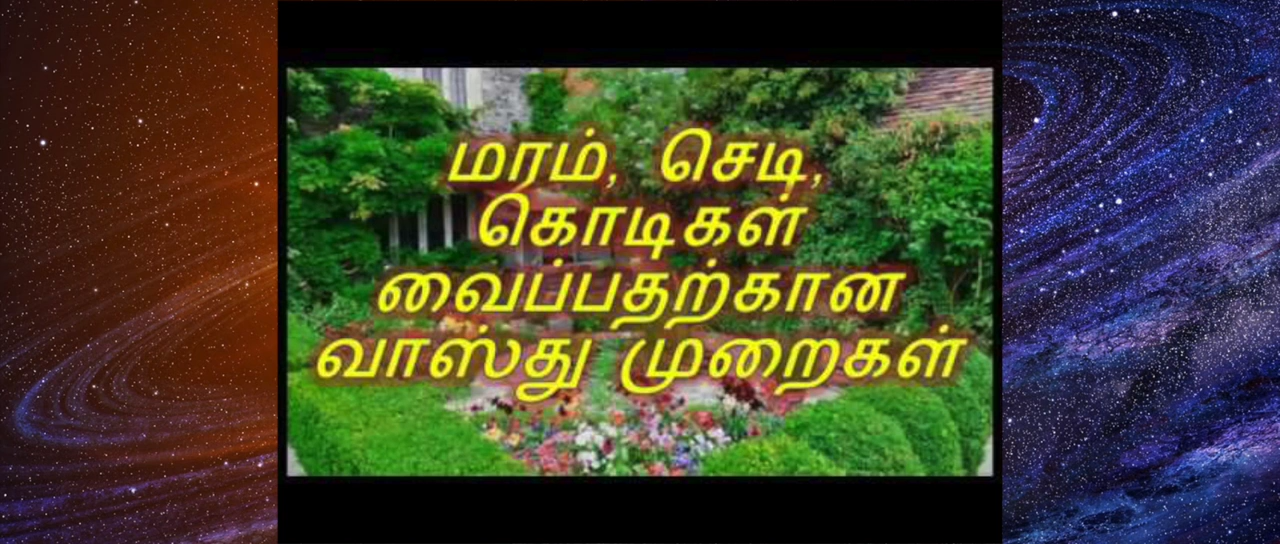 மரம், செடி,
கொடிகள்
வைப்பதற்கான
வாஸ்து முறைகள்